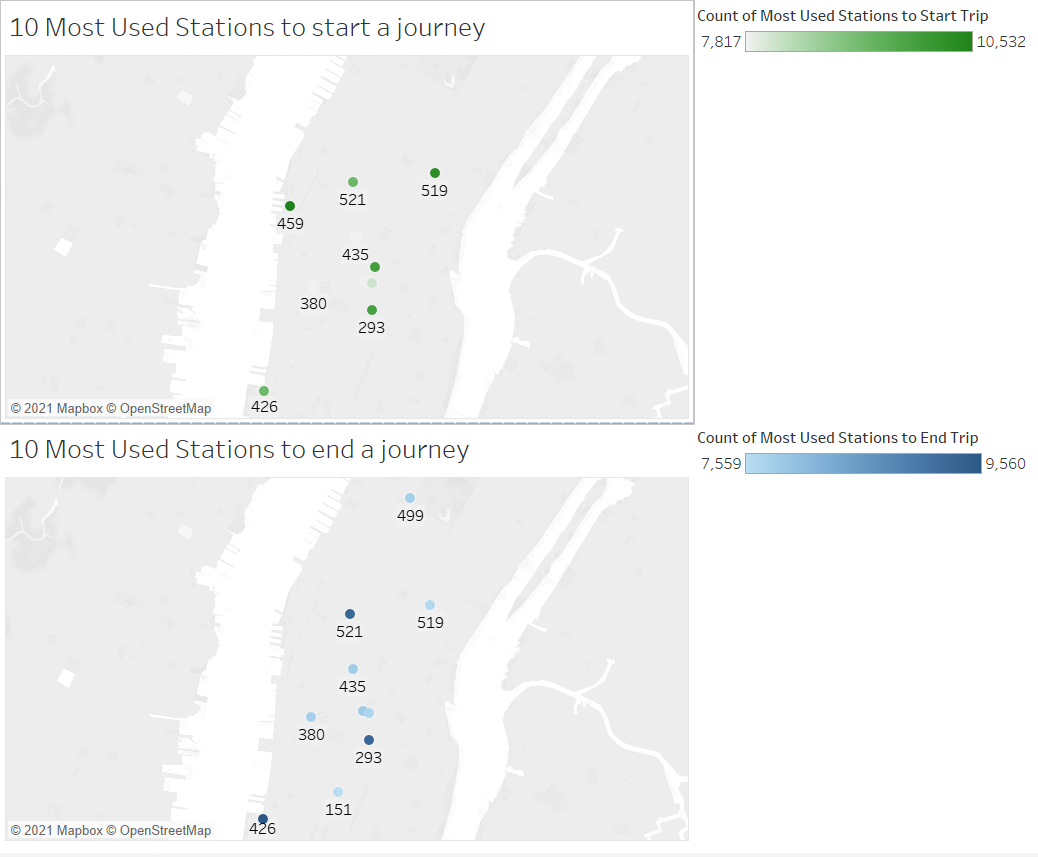 10 Most Used Stations to start a journey
Count of Most Used Stations to Start Trip
7,817 10,532
519
521
459
435
380
293
426
© 2021 Mapbox © OpenStreetMap
10 Most Used Stations to end a journey
Count of Most Used Stations to End Trip
7,559 9,560
499
519
521
435
380
293
151
426
© 2021 Mapbox © OpenStreetMap